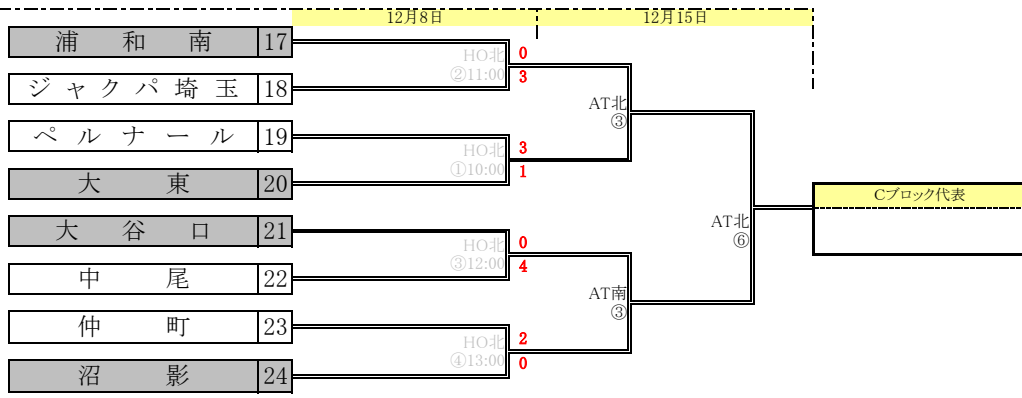 12月8日 12月15日
浦和南 17
HO北 0
②11:00 3
ジャクパ埼玉 18
AT北
③
ペルナール 19
HO北 3
①10:00 1
大東 20
Cブロック代表
大谷口 21
AT北
⑥
HO北 0
③12:00 4
中尾 22
AT南
③
仲町 23
HO北 2
④13:00 0
沼影 24